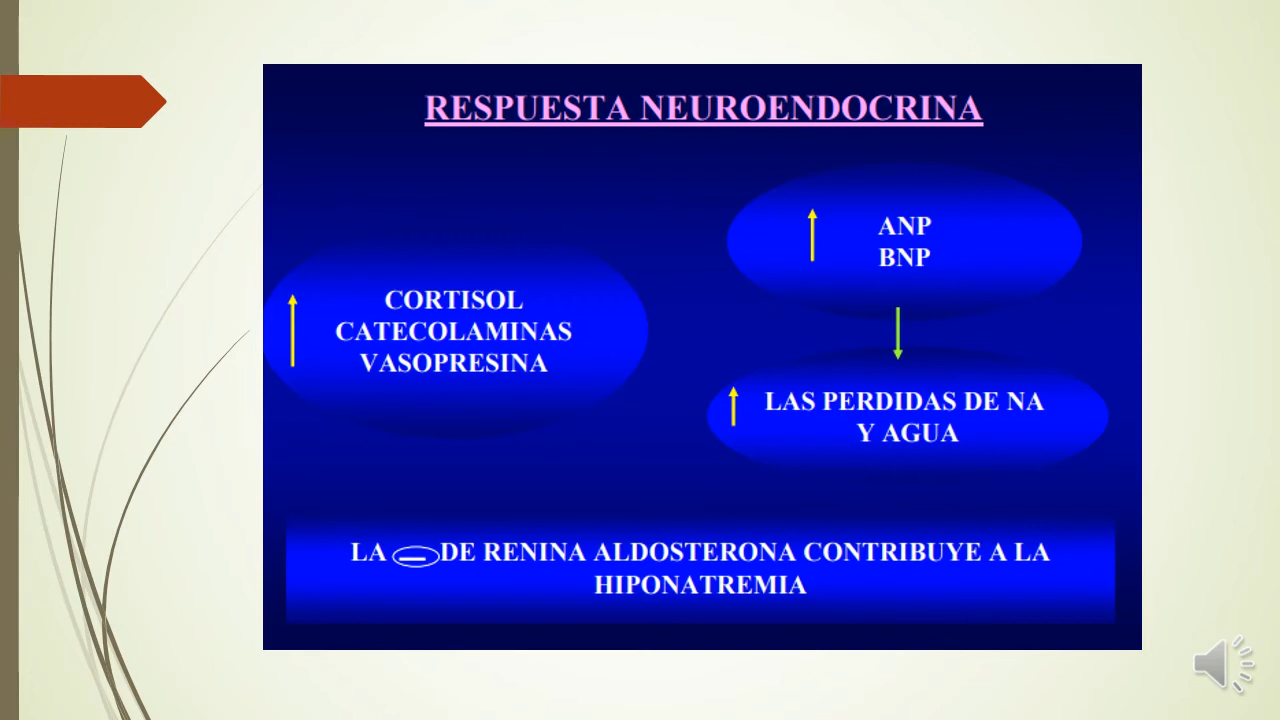 RESPUESTA NEUROENDOCRINA
CORTISOL
CATECOLAMINAS
VASOPRESINA
ANP
BNP
LAS PERDIDAS DE NA
Y AGUA
LA — DE RENINA ALDOSTERONA CONTRIBUYE A LA
HIPONATREMIA